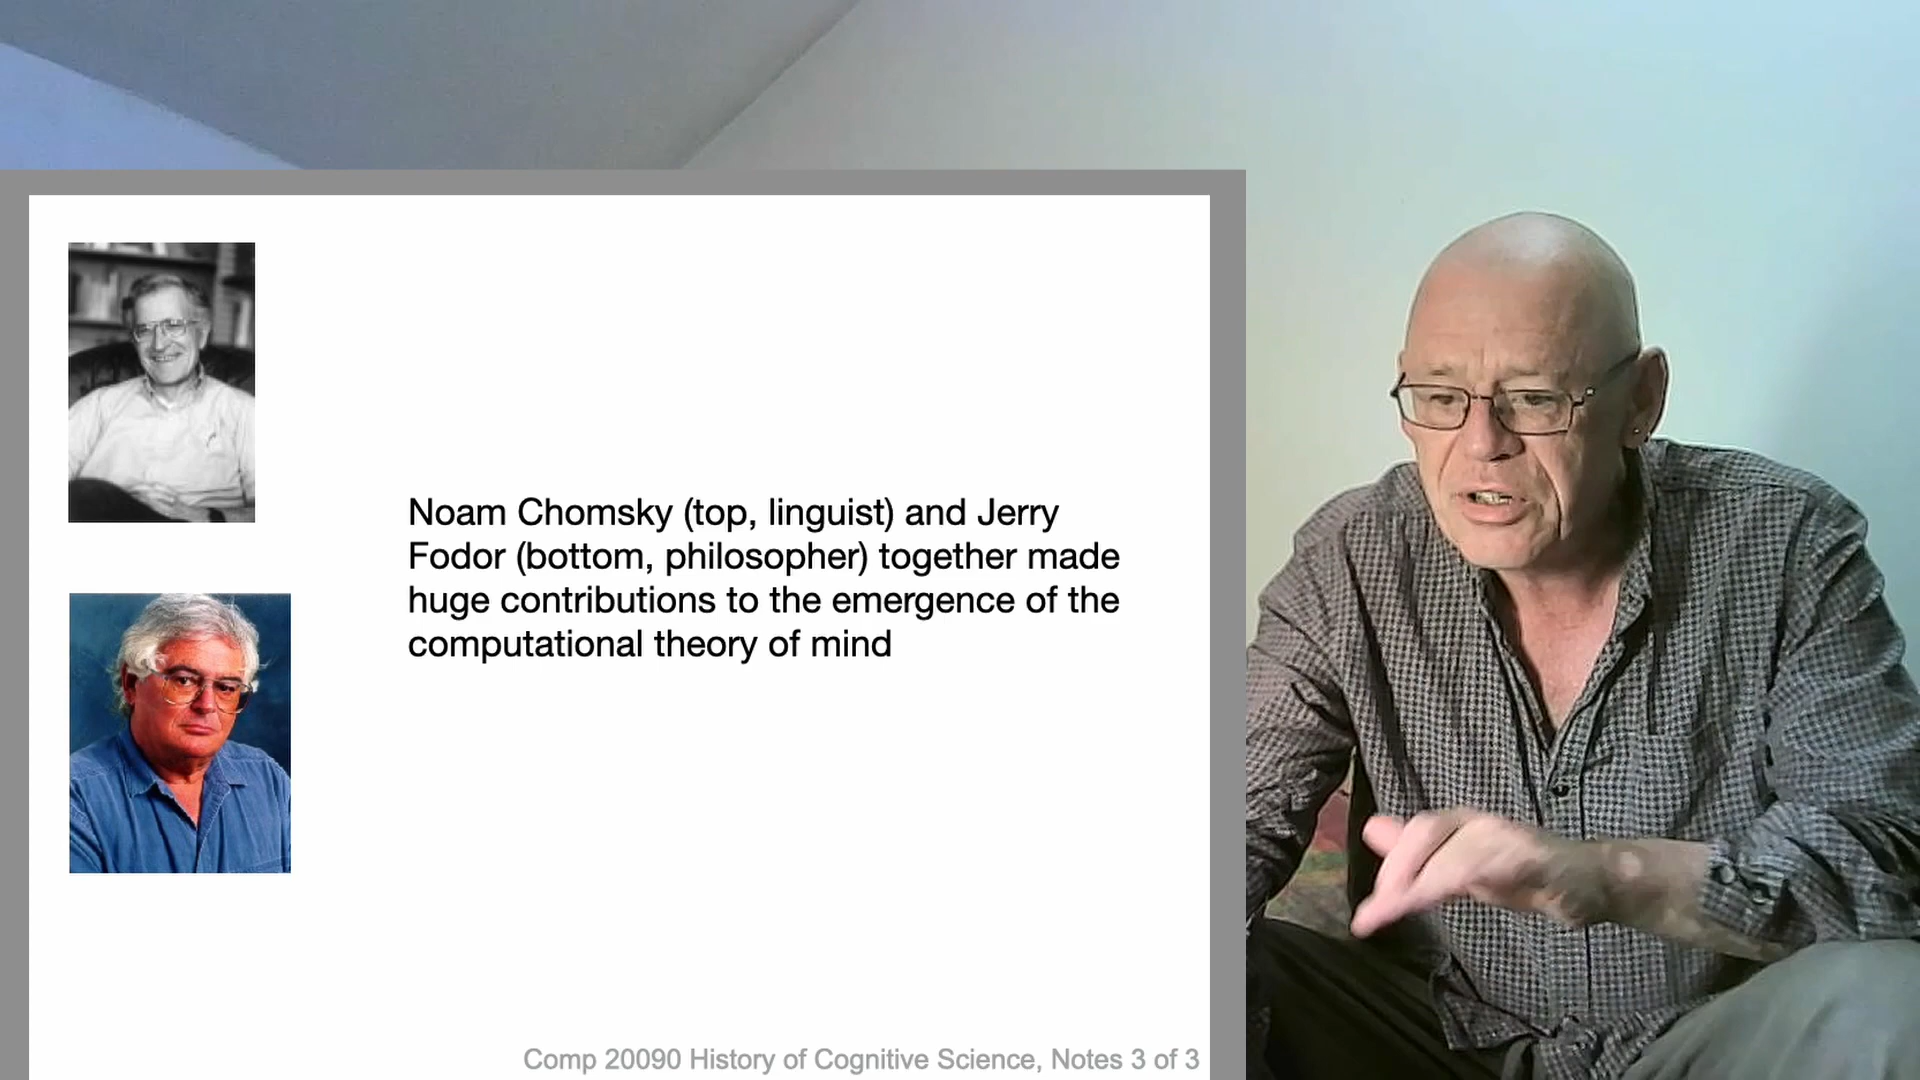 Noam Chomsky (top, linguist) and Jerry
Fodor (bottom, philosopher) together made
huge contributions to the emergence of the
computational theory of mind
Comp 20090 History of Cognitive Science, Notes 3 of 3